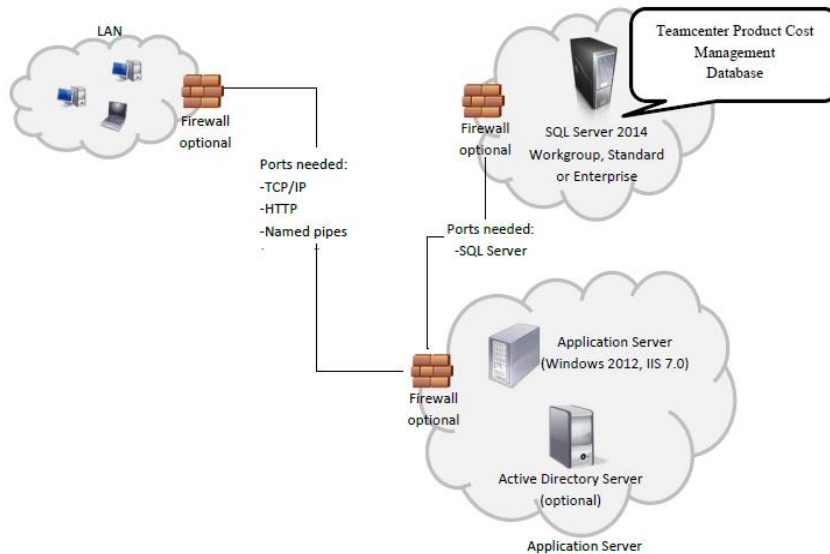 LAN
Firewall
optional
Ports needed:
-TCP/IP
-HTTP
-Named pipes
Teamcenter Product Cost
Management
Database
Firewall
optional
SQL Server 2014
Workgroup, Standard
or Enterprise
Ports needed:
-SQL Server
Firewall
optional
Application Server
(Windows 2012, IIS 7.0)
Active Directory Server
(optional)
Application Server